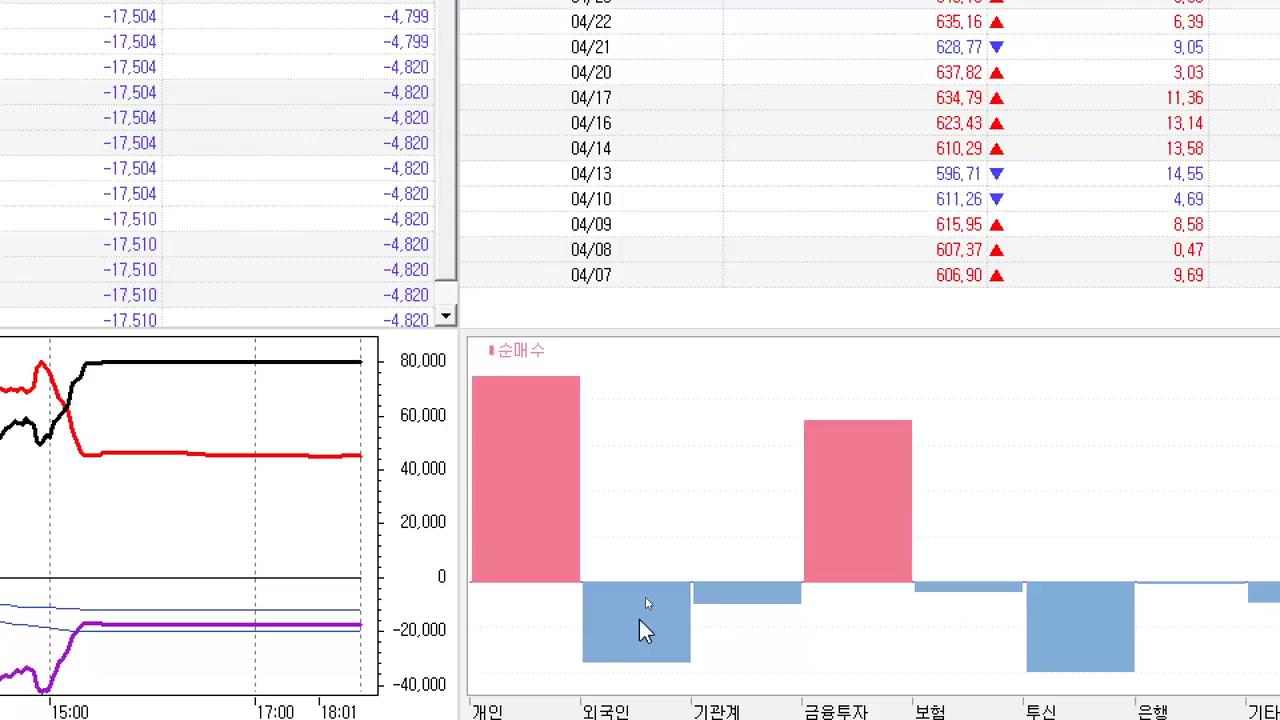 -17,504 -4,799
-17,504 -4,799
-17,504 -4,820
-17,504 -4,820
-17,504 -4,820
-17,504 -4,820
-17,504 -4,820
-17,504 -4,820
-17,510 -4,820
-17,510 -4,820
-17,510 -4,820
-17,510 -4,820
-17,510 -4,820
04/22 635,16 ▲ 6,39
04/21 628,77 ▼ 9,05
04/20 637,82 ▲ 3,03
04/17 634,79 ▲ 11,36
04/16 623,43 ▲ 13,14
04/14 610,29 ▲ 13,58
04/13 596,71 ▼ 14,55
04/10 611,26 ▼ 4,69
04/09 615,95 ▲ 8,58
04/08 607,37 ▲ 0,47
04/07 606,90 ▲ 9,69
80,000
60,000
40,000
20,000
0
-20,000
-40,000
15:00 17:00 18:01
순매수
개인 외국인 기관계 금융투자 보험 투신 은행 기타